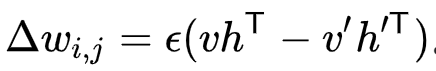 Δw_{i,j} = ϵ(vh^T − v′h′^T).